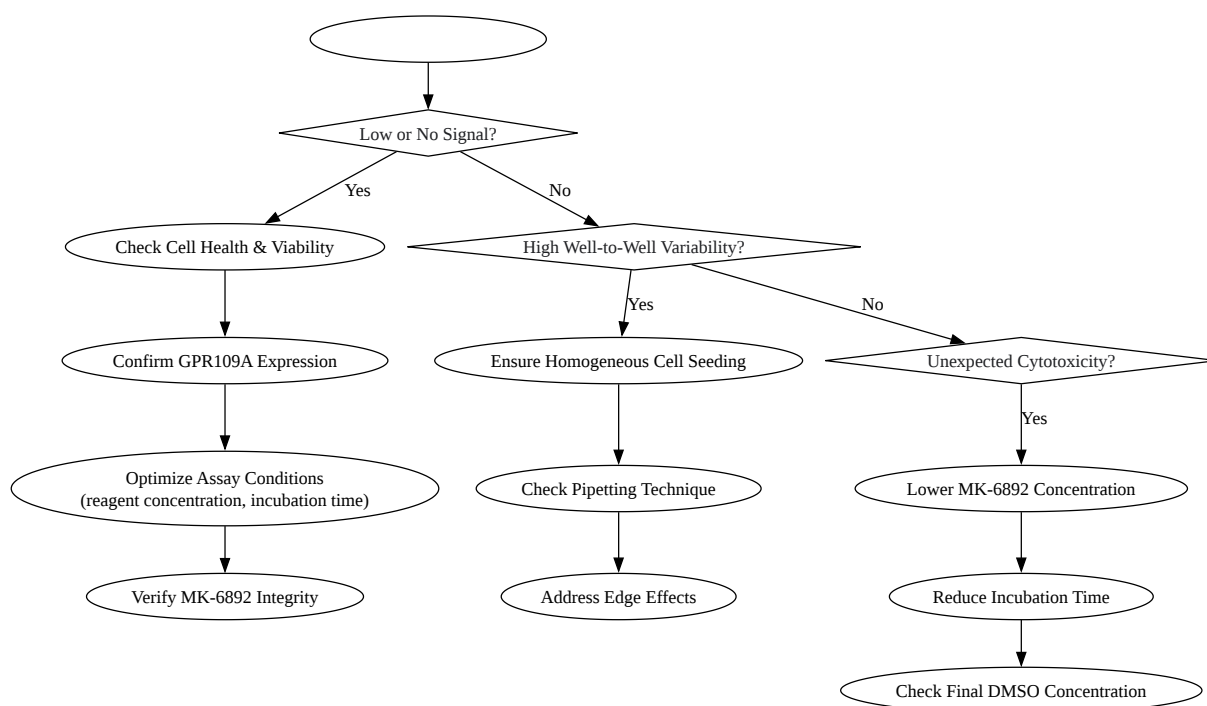 Low or No Signal?
Yes
No
Check Cell Health & Viability
High Well-to-Well Variability?
Yes
No
Confirm GPR109A Expression
Ensure Homogeneous Cell Seeding
Unexpected Cytotoxicity?
Yes
Optimize Assay Conditions
(reagent concentration, incubation time)
Check Pipetting Technique
Lower MK-6892 Concentration
Verify MK-6892 Integrity
Address Edge Effects
Reduce Incubation Time
Check Final DMSO Concentration